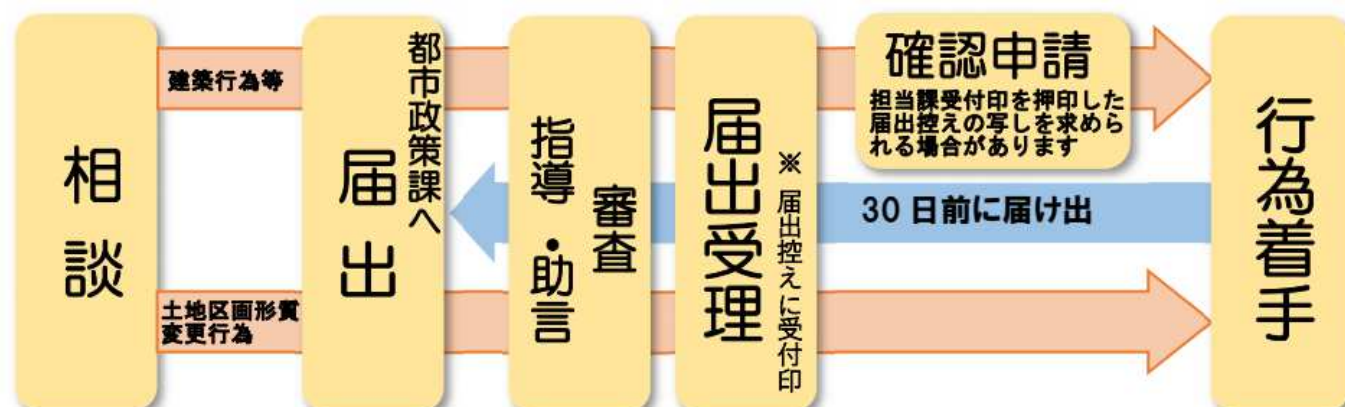 相談
建築行為等
土地区画形質
変更行為
都市政策課へ
届出
審査
指導・助言
届出受理
※ 届出控えに受付印
確認申請
担当課受付印を押印した
届出控えの写しを求めら
れる場合があります
30 日前に届け出
行為着手